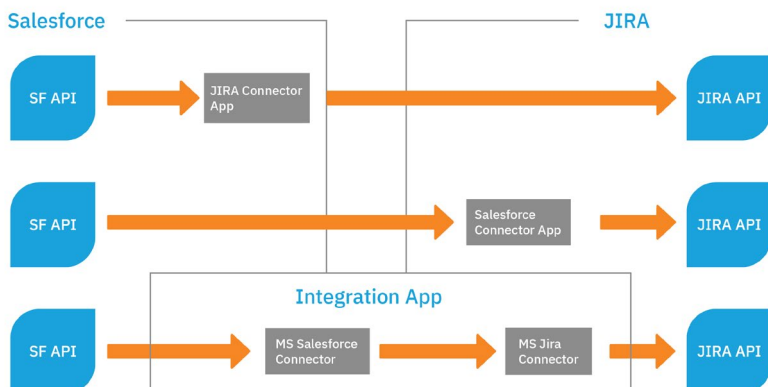 Salesforce
JIRA
SF API
JIRA Connector
App
JIRA API
SF API
Salesforce
Connector App
JIRA API
Integration App
SF API
MS Salesforce
Connector
MS Jira
Connector
JIRA API